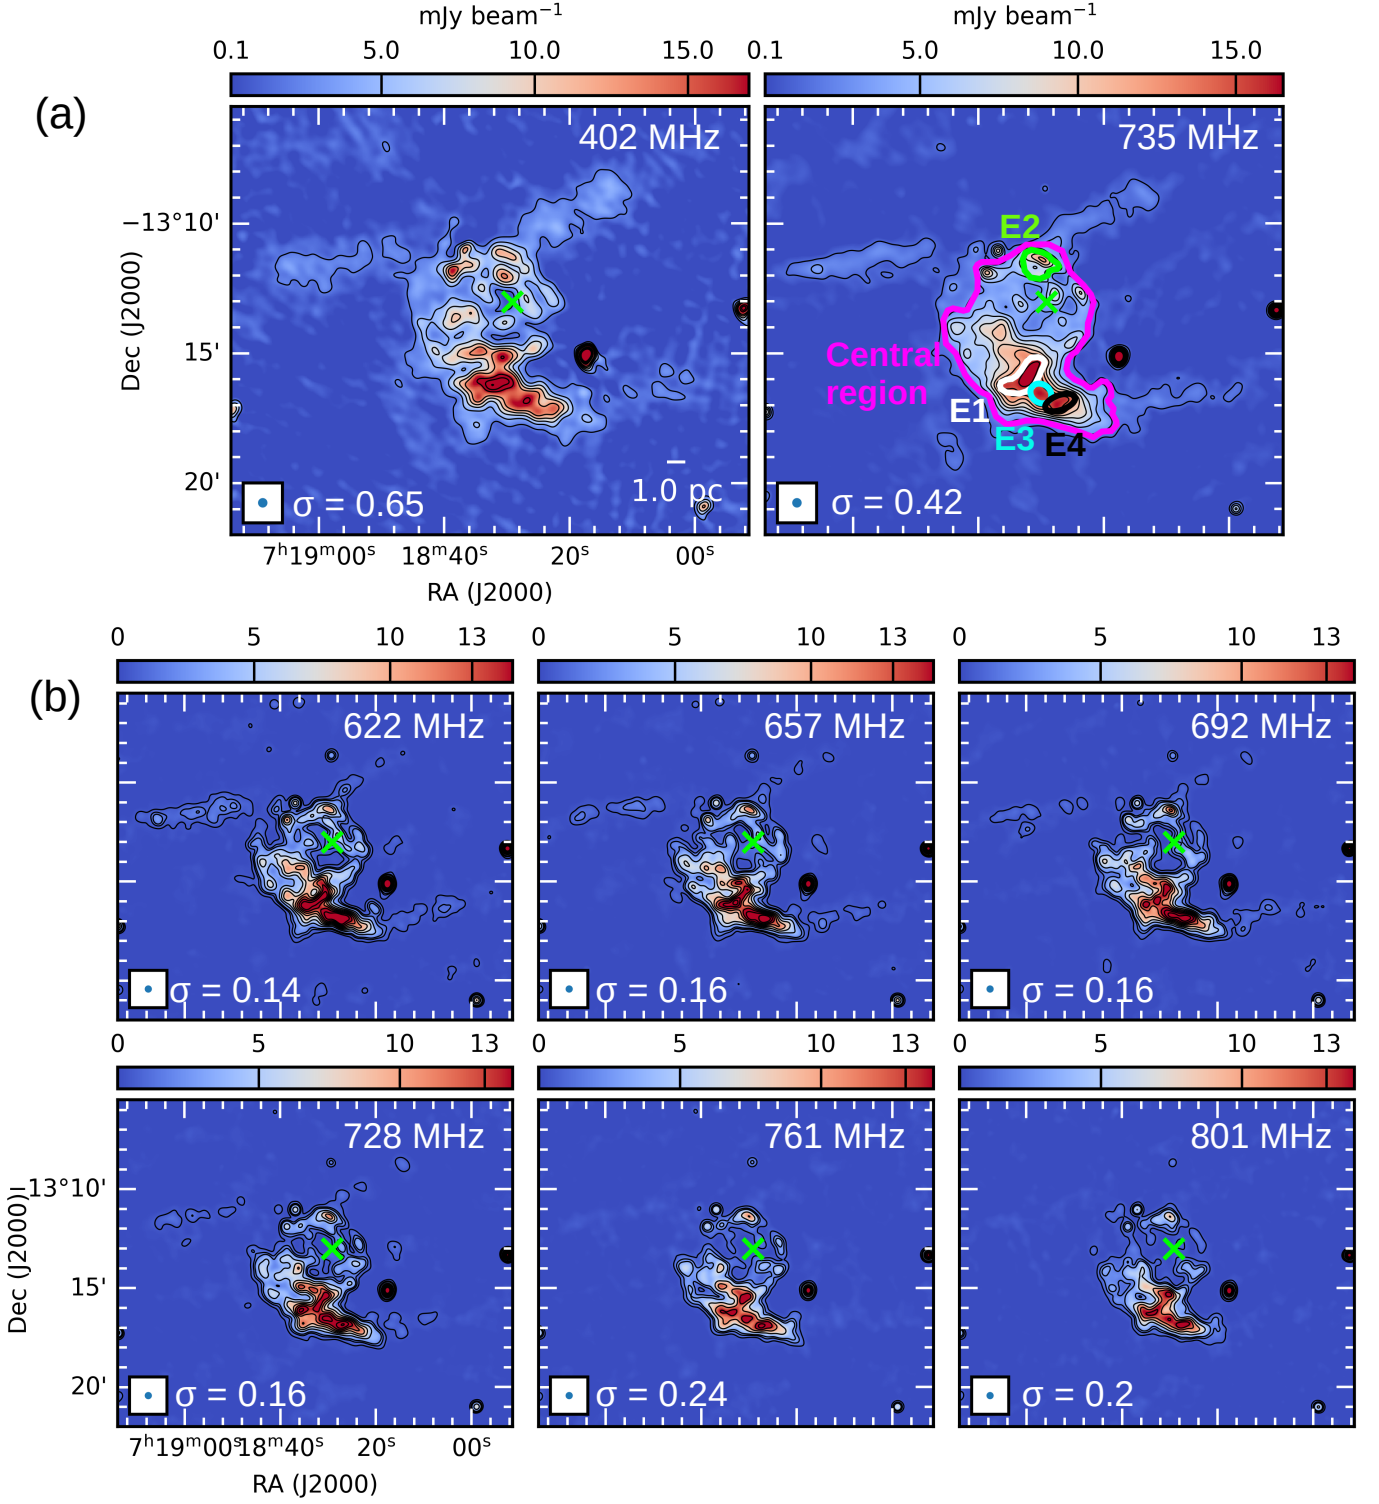 mJy beam⁻¹ mJy beam⁻¹
0.1 5.0 10.0 15.0 0.1 5.0 10.0 15.0
(a)
402 MHz 735 MHz
−13°10'
E2
Dec (J2000)
15'
Central
region
E1
E3 E4
20'
1.0 pc
σ = 0.65 σ = 0.42
7ʰ19ᵐ00ˢ 18ᵐ40ˢ 20ˢ 00ˢ
RA (J2000)
0 5 10 13 0 5 10 13 0 5 10 13
(b)
622 MHz 657 MHz 692 MHz
σ = 0.14 σ = 0.16 σ = 0.16
0 5 10 13 0 5 10 13 0 5 10 13
728 MHz 761 MHz 801 MHz
−13°10'
Dec (J2000)
15'
20'
σ = 0.16 σ = 0.24 σ = 0.2
7ʰ19ᵐ00ˢ 18ᵐ40ˢ 20ˢ 00ˢ
RA (J2000)